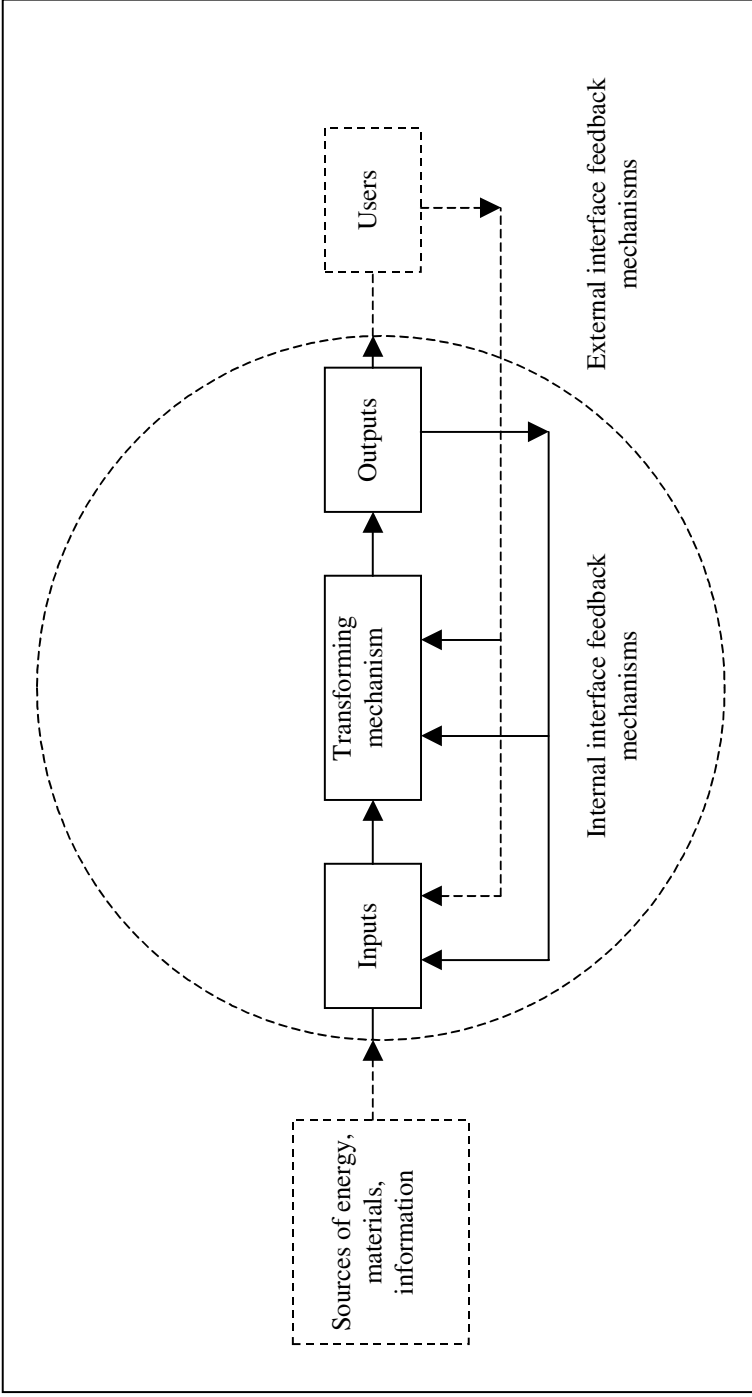 Sources of energy,
materials,
information
Inputs
Transforming
mechanism
Outputs
Users
Internal interface feedback
mechanisms
External interface feedback
mechanisms